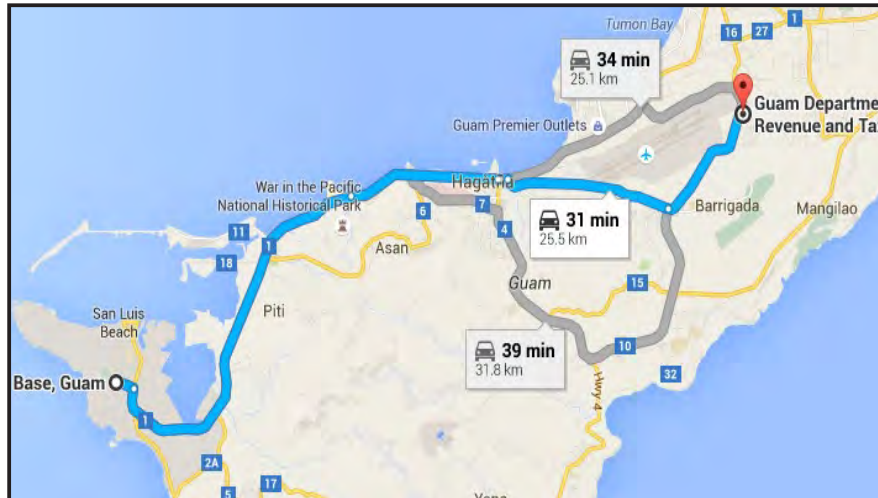 Tumon Bay
1
16
27
34 min
25.1 km
Guam Departme
Revenue and Tax
Guam Premier Outlets
War in the Pacific
National Historical Park
Hagåtña
Barrigada
Mangilao
6
7
4
31 min
25.5 km
11
1
18
Asan
Guam
15
San Luis
Beach
Piti
39 min
31.8 km
10
32
Base, Guam
1
Hwy 4
2A
5
17
Yona